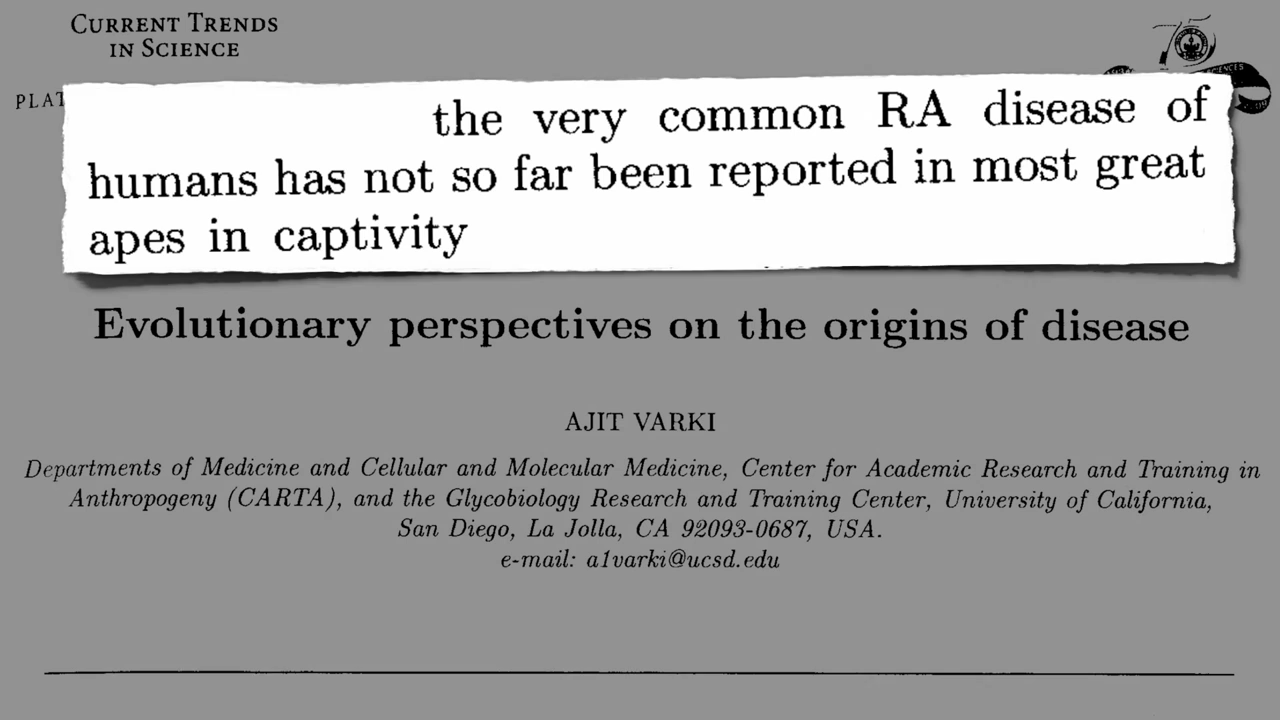 CURRENT TRENDS
IN SCIENCE
the very common RA disease of
humans has not so far been reported in most great
apes in captivity
Evolutionary perspectives on the origins of disease
AJIT VARKI
Departments of Medicine and Cellular and Molecular Medicine, Center for Academic Research and Training in
Anthropogeny (CARTA), and the Glycobiology Research and Training Center, University of California,
San Diego, La Jolla, CA 92093-0687, USA.
e-mail: a1varki@ucsd.edu